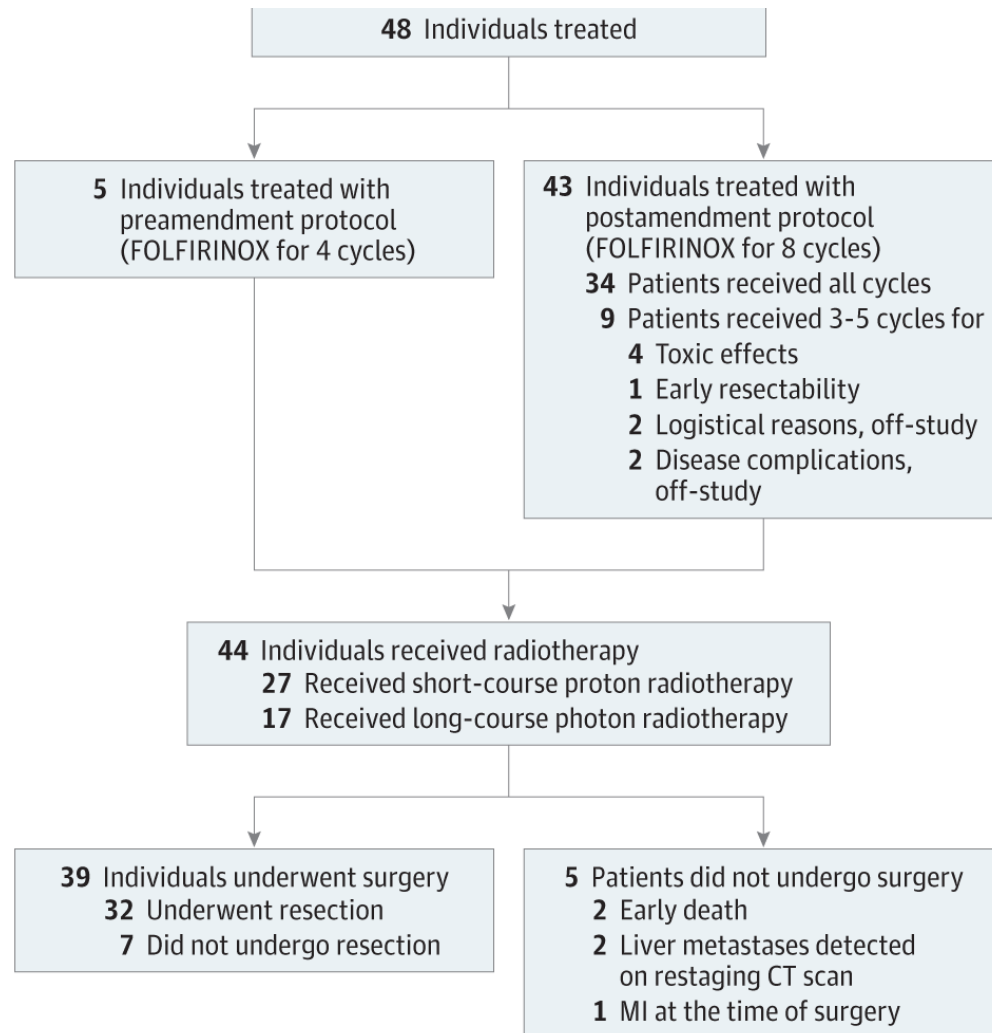 48 Individuals treated
5 Individuals treated with
preamendment protocol
(FOLFIRINOX for 4 cycles)
43 Individuals treated with
postamendment protocol
(FOLFIRINOX for 8 cycles)
34 Patients received all cycles
9 Patients received 3-5 cycles for
4 Toxic effects
1 Early resectability
2 Logistical reasons, off-study
2 Disease complications,
off-study
44 Individuals received radiotherapy
27 Received short-course proton radiotherapy
17 Received long-course photon radiotherapy
39 Individuals underwent surgery
32 Underwent resection
7 Did not undergo resection
5 Patients did not undergo surgery
2 Early death
2 Liver metastases detected
on restaging CT scan
1 MI at the time of surgery